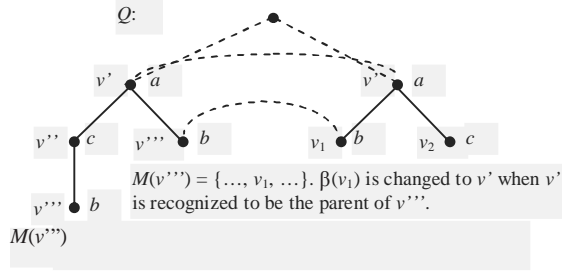 Q:
v' a v' a
v'' c v''' b v₁ b v₂ c
v''' b
M(v''') = {…, v₁, …}. β(v₁) is changed to v' when v'
is recognized to be the parent of v'''.
M(v''')